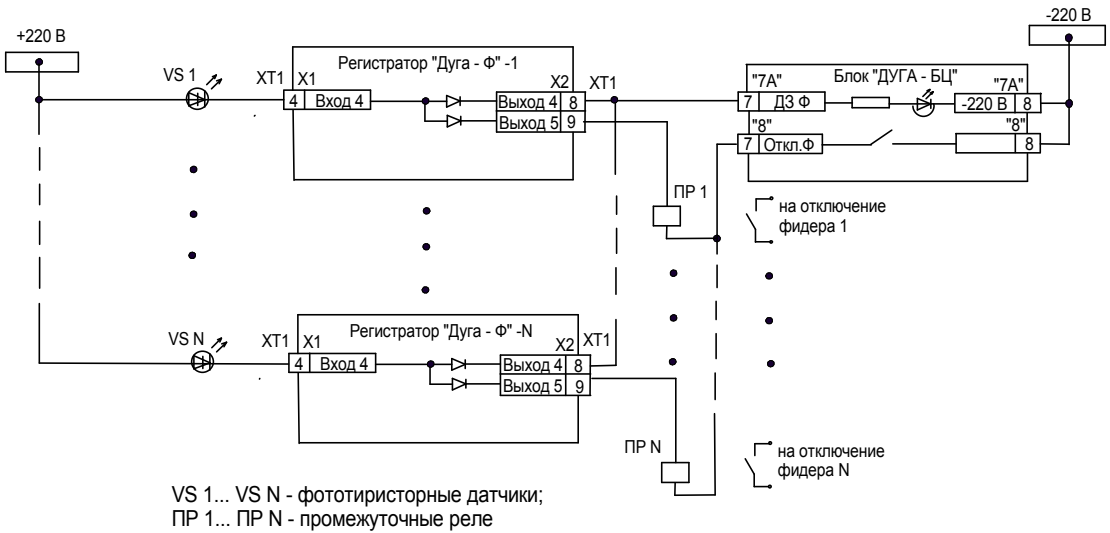 +220 В
-220 В
VS 1
XT1 X1
Регистратор "Дуга - Ф" -1
X2 XT1
4 Вход 4
Выход 4 8
Выход 5 9
Блок "ДУГА - БЦ"
"7А" "7А"
7 ДЗ Ф
-220 В 8
"8" "8"
7 Откл.Ф
8
ПР 1
на отключение
фидера 1
VS N
XT1 X1
Регистратор "Дуга - Ф" -N
X2 XT1
4 Вход 4
Выход 4 8
Выход 5 9
ПР N
на отключение
фидера N
VS 1... VS N - фототиристорные датчики;
ПР 1... ПР N - промежуточные реле